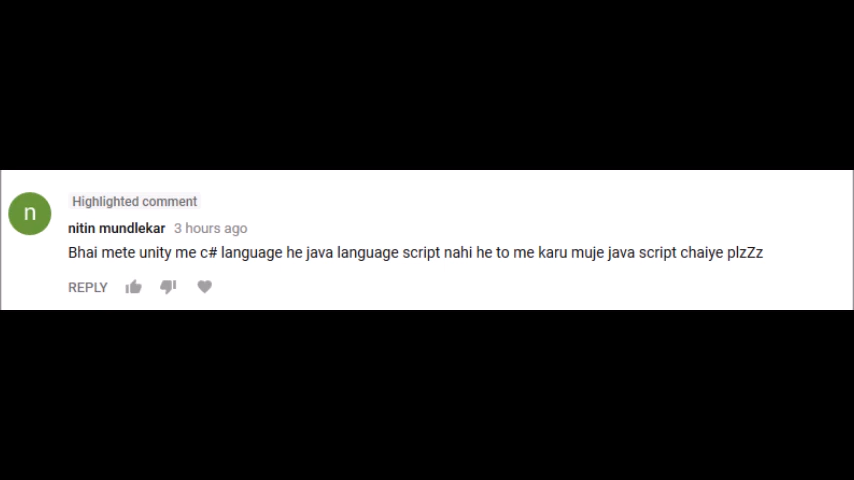 n
Highlighted comment
nitin mundlekar 3 hours ago
Bhai mete unity me c# language he java language script nahi he to me karu muje java script chaiye plzZz
REPLY